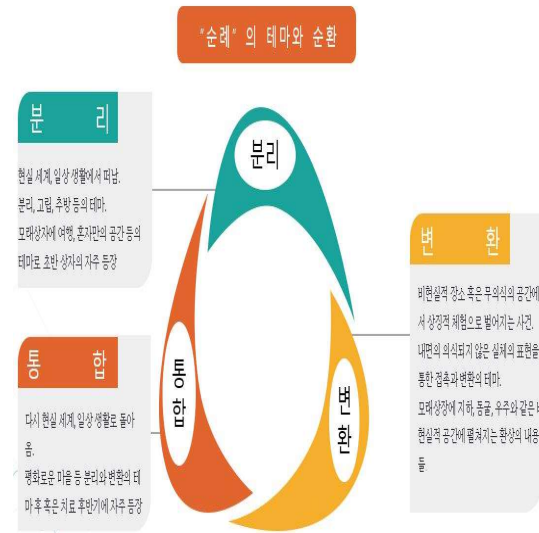 "순례" 의 테마와 순환
분 리
현실 세계, 일상 생활에서 떠남.
분리, 고립, 추방 등의 테마.
모래상자에 여행, 혼자만의 공간 등의
테마로 초반 상자의 자주 등장
분리
변 환
비현실적 장소 혹은 무의식의 공간에
서 상징적 체험으로 벌어지는 사건.
내면의 의식되지 않은 실체의 표현을
통한 접촉과 변환의 테마.
모래상장에 지하, 동굴, 우주와 같은
현실적 공간에 펼쳐지는 환상의 내용
들
통 합
다시 현실 세계, 일상 생활로 돌아
옴.
평화로운 마을 등 분리와 변환의 테
마 후 혹은 치료 후반기에 자주 등장
통합
변환